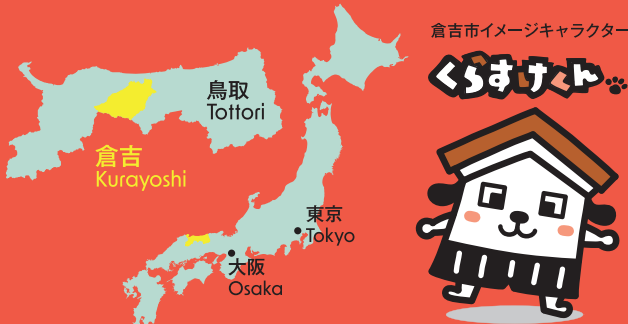 鳥取
Tottori
倉吉
Kurayoshi
東京
Tokyo
大阪
Osaka
倉吉市イメージキャラクター
くらすけくん